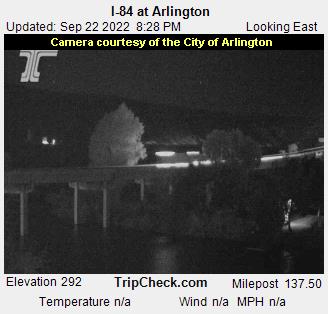 I-84 at Arlington
Updated: Sep 22 2022 8:28 PM Looking East
Camera courtesy of the City of Arlington
Elevation 292 TripCheck.com Milepost 137.50
Temperature n/a Wind n/a MPH n/a